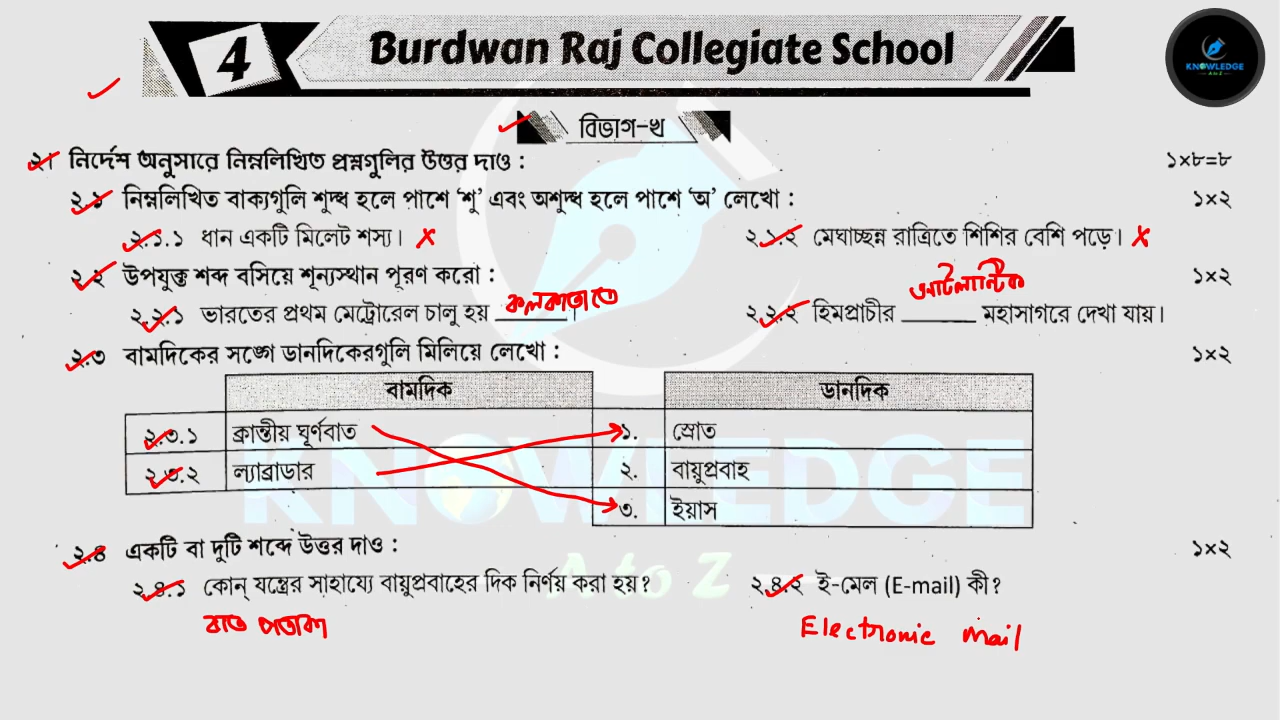 4 Burdwan Raj Collegiate School
KNOWLEDGE
A to Z
বিভাগ-খ
২। নির্দেশ অনুসারে নিম্নলিখিত প্রশ্নগুলির উত্তর দাও : ১×৮=৮
২.১ নিম্নলিখিত বাক্যগুলি শুদ্ধ হলে পাশে ‘শু’ এবং অশুদ্ধ হলে পাশে ‘অ’ লেখো : ১×২
২.১.১ ধান একটি মিলেট শস্য। x ২.১.২ মেঘাচ্ছন্ন রাত্রিতে শিশির বেশি পড়ে। x
২.২ উপযুক্ত শব্দ বসিয়ে শূন্যস্থান পূরণ করো : ১×২
কলকাতাতে আটলান্টিক
২.২.১ ভারতের প্রথম মেট্রোরেল চালু হয় ______। ২.২.২ হিমপ্রাচীর ______ মহাসাগরে দেখা যায়।
২.৩ বামদিকের সঙ্গে ডানদিকেরগুলি মিলিয়ে লেখো : ১×২
বামদিক ডানদিক
২.৩.১ ক্রান্তীয় ঘূর্ণবাত ১. স্রোত
২.৩.২ ল্যাব্রাডার ২. বায়ুপ্রবাহ
৩. ইয়াস
KNOWLEDGE
A to Z
২.৪ একটি বা দুটি শব্দে উত্তর দাও : ১×২
২.৪.১ কোন্ যন্ত্রের সাহায্যে বায়ুপ্রবাহের দিক নির্ণয় করা হয়? ২.৪.২ ই-মেল (E-mail) কী?
বাত পতাকা Electronic mail